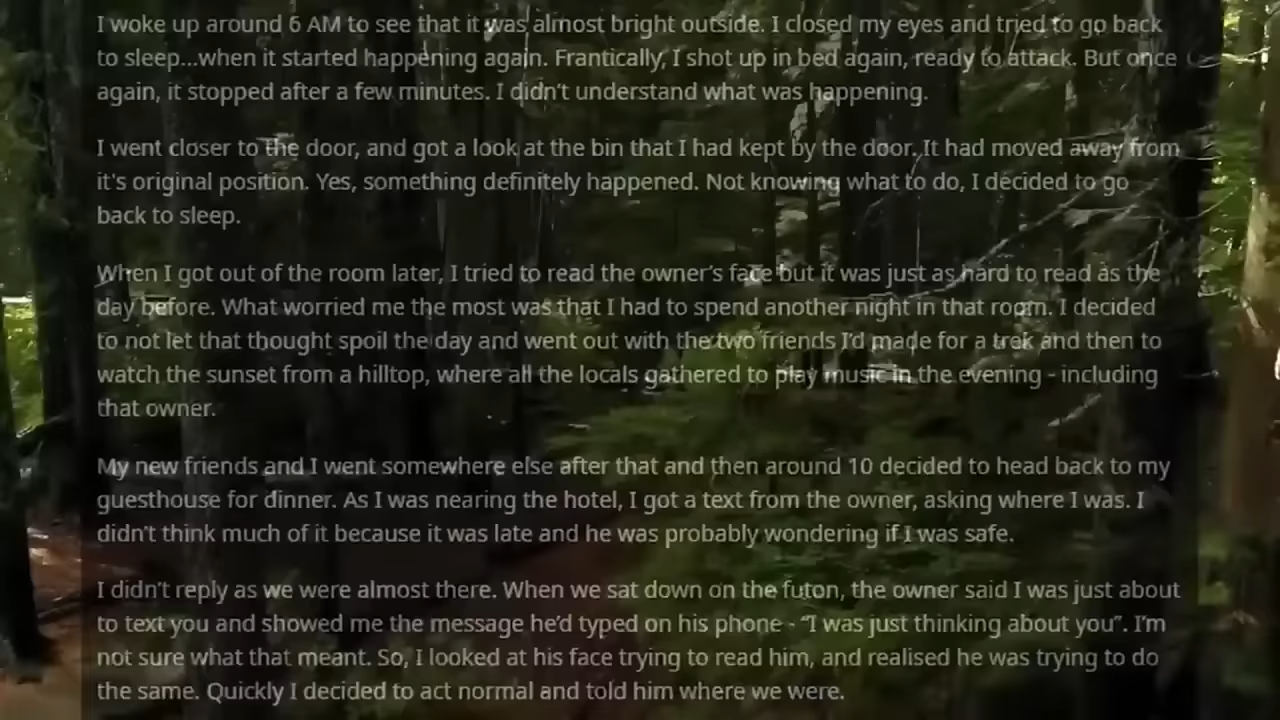 I woke up around 6 AM to see that it was almost bright outside. I closed my eyes and tried to go back
to sleep...when it started happening again. Frantically, I shot up in bed again, ready to attack. But once
again, it stopped after a few minutes. I didn't understand what was happening.
I went closer to the door, and got a look at the bin that I had kept by the door. It had moved away from
it's original position. Yes, something definitely happened. Not knowing what to do, I decided to go
back to sleep.
When I got out of the room later, I tried to read the owner's face but it was just as hard to read as the
day before. What worried me the most was that I had to spend another night in that room. I decided
to not let that thought spoil the day and went out with the two friends I'd made for a trek and then to
watch the sunset from a hilltop, where all the locals gathered to play music in the evening - including
that owner.
My new friends and I went somewhere else after that and then around 10 decided to head back to my
guesthouse for dinner. As I was nearing the hotel, I got a text from the owner, asking where I was. I
didn't think much of it because it was late and he was probably wondering if I was safe.
I didn't reply as we were almost there. When we sat down on the futon, the owner said I was just about
to text you and showed me the message he'd typed on his phone - “I was just thinking about you”. I'm
not sure what that meant. So, I looked at his face trying to read him, and realised he was trying to do
the same. Quickly I decided to act normal and told him where we were.